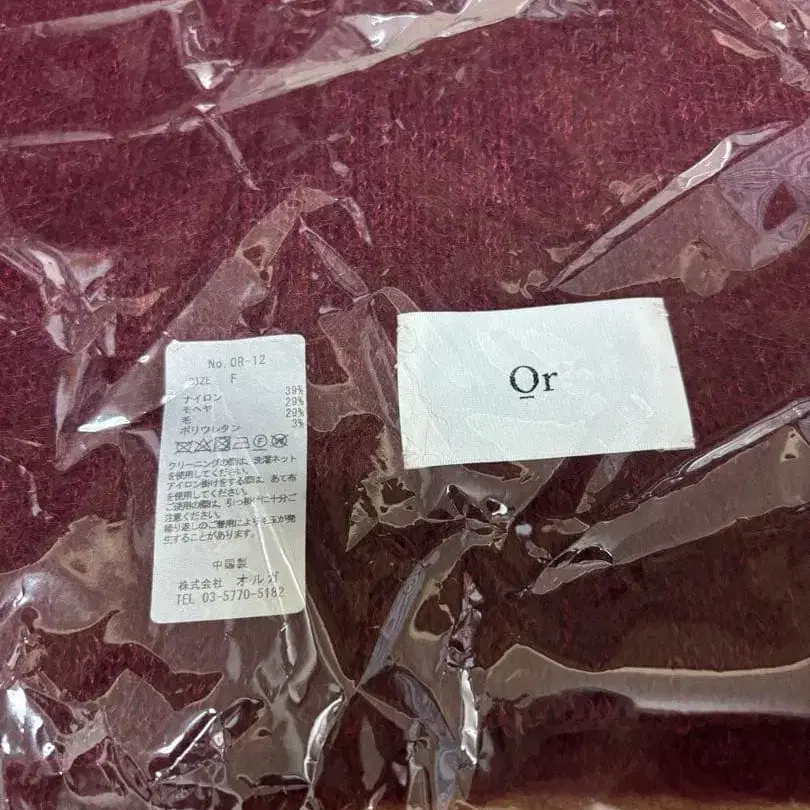 No. OR-12
SIZE F
ナイロン 39%
モヘヤ 29%
毛 29%
ポリウレタン 3%
クリーニングの際は、洗濯ネット
を使用してください。
アイロン掛けをする際は、あて布
を使用してください。
ご使用の際は、引っ掛けに十分ご
注意ください。
繰り返しのご着用により毛玉が発
生することがあります。
中国製
株式会社 オルガ
TEL 03-5770-5182
Or